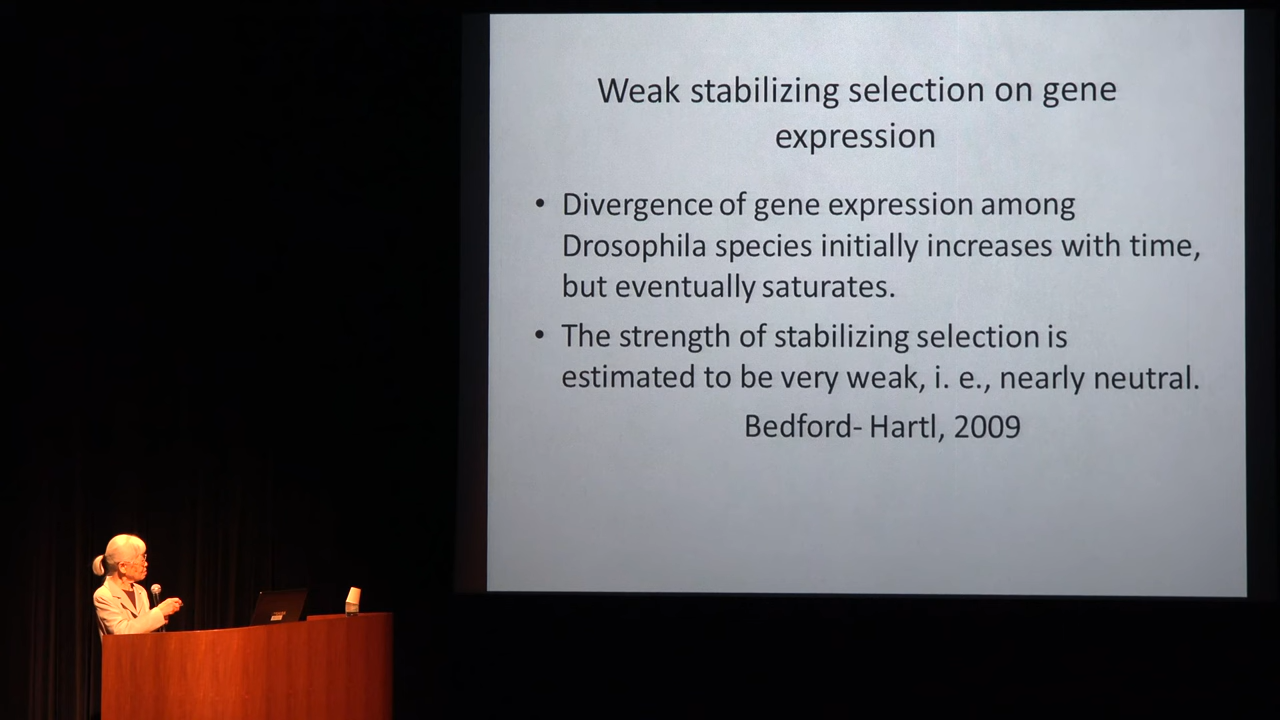 Weak stabilizing selection on gene
expression
• Divergence of gene expression among
Drosophila species initially increases with time,
but eventually saturates.
• The strength of stabilizing selection is
estimated to be very weak, i. e., nearly neutral.
Bedford- Hartl, 2009